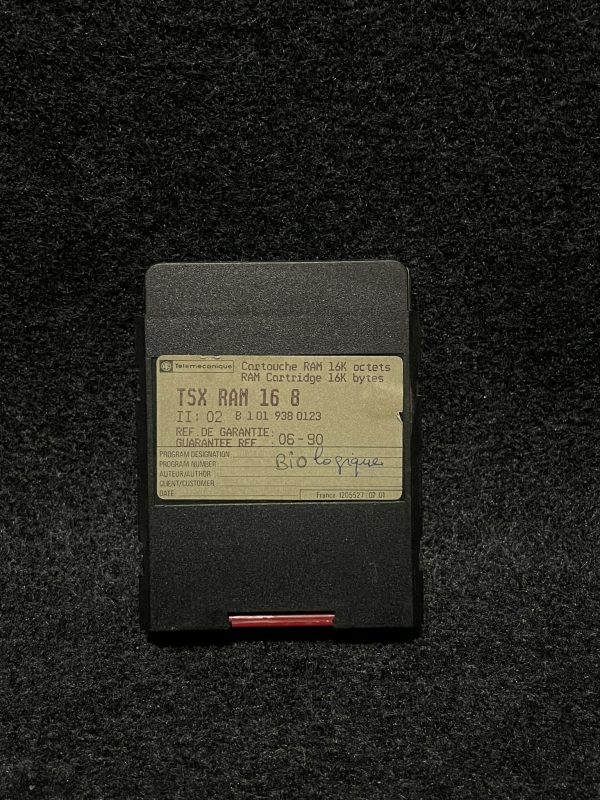 Telemecanique
Cartouche RAM 16K octets
RAM Cartridge 16K bytes
TSX RAM 16 8
II: 02 B 1 01 938 0123
REF. DE GARANTIE:
GUARANTEE REF : 06-90
PROGRAM DESIGNATION
PROGRAM NUMBER
Biologique
AUTEUR/AUTHOR
CLIENT/CUSTOMER
DATE
France 1205527 07 01